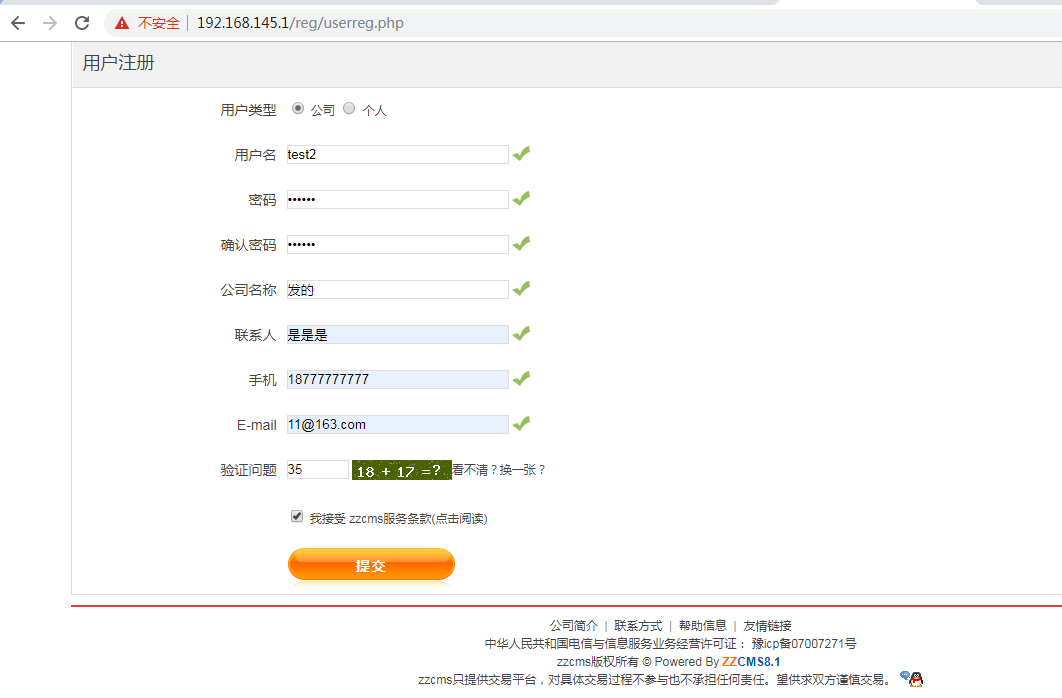 不安全 192.168.145.1/reg/userreg.php
用户注册
用户类型 公司 个人
用户名 test2
密码 ••••••
确认密码 ••••••
公司名称 发的
联系人 是是是
手机 18777777777
E-mail 11@163.com
验证问题 35 18 + 17 =? 看不清？换一张？
我接受 zzcms服务条款(点击阅读)
提交
公司简介 | 联系方式 | 帮助信息 | 友情链接
中华人民共和国电信与信息服务业务经营许可证： 豫icp备07007271号
zzcms版权所有 © Powered By ZZCMS8.1
zzcms只提供交易平台，对具体交易过程不参与也不承担任何责任。望供求双方谨慎交易。